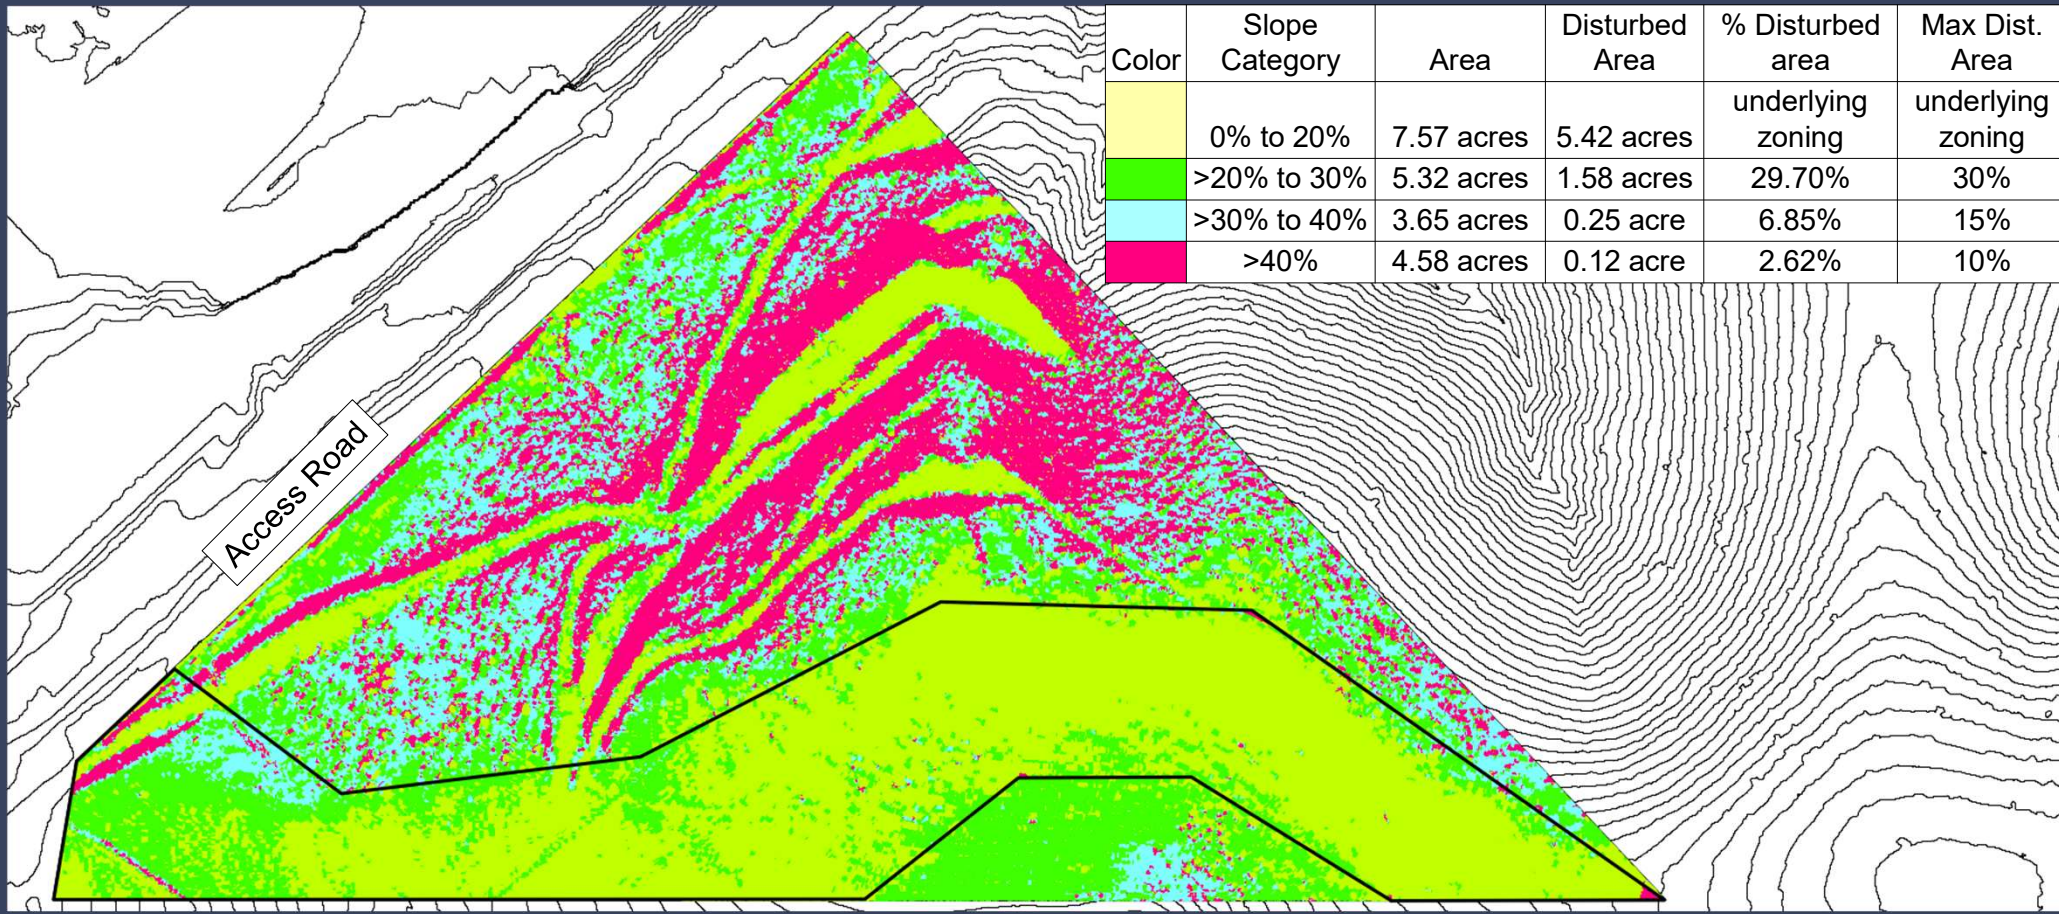 Color Slope Category Area Disturbed Area % Disturbed area Max Dist. Area
0% to 20% 7.57 acres 5.42 acres underlying zoning underlying zoning
>20% to 30% 5.32 acres 1.58 acres 29.70% 30%
>30% to 40% 3.65 acres 0.25 acre 6.85% 15%
>40% 4.58 acres 0.12 acre 2.62% 10%
Access Road